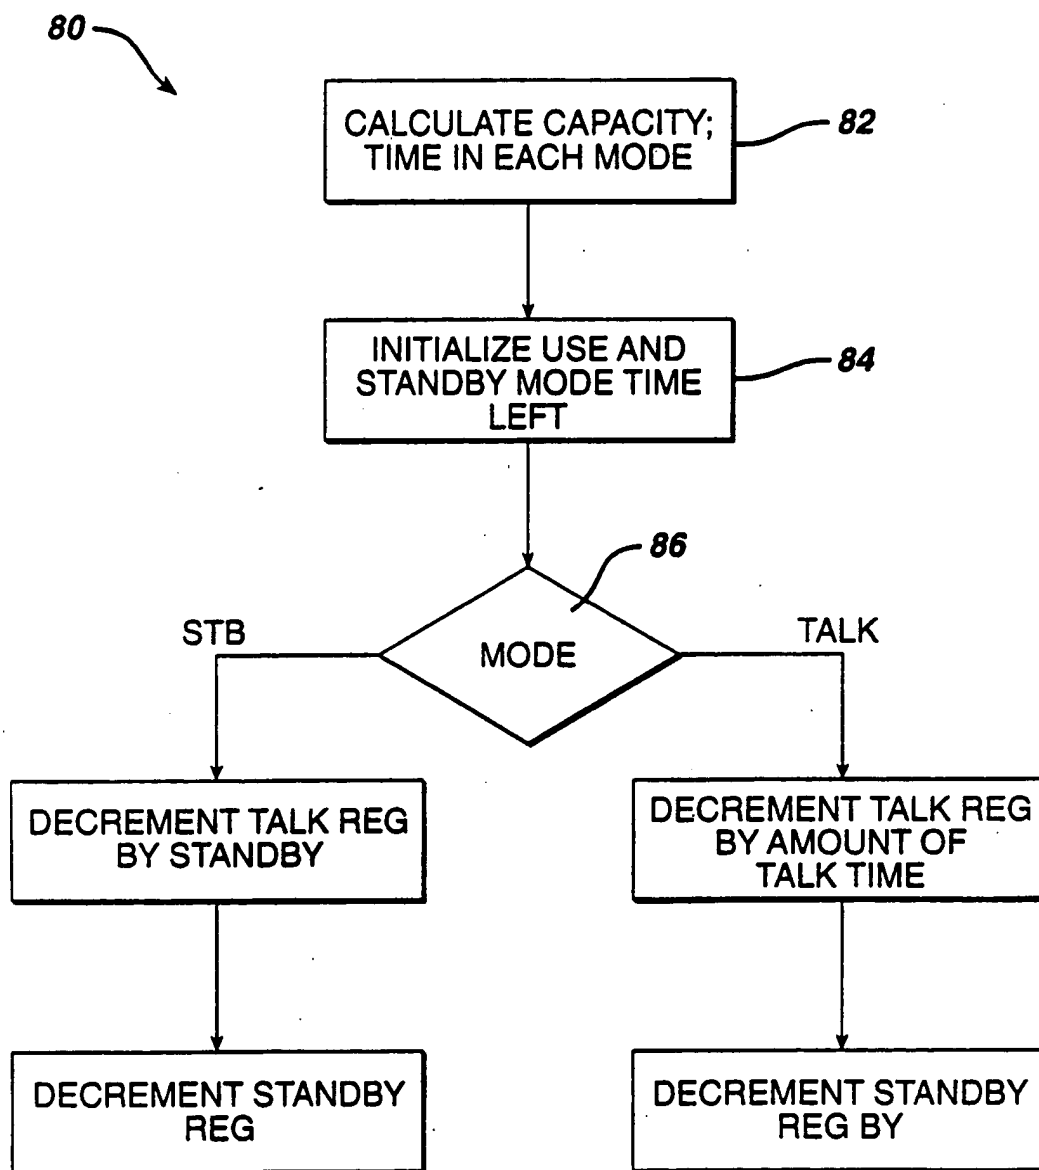 80
CALCULATE CAPACITY;
TIME IN EACH MODE
82
INITIALIZE USE AND
STANDBY MODE TIME
LEFT
84
86
STB
MODE
TALK
DECREMENT TALK REG
BY STANDBY
DECREMENT TALK REG
BY AMOUNT OF
TALK TIME
DECREMENT STANDBY
REG
DECREMENT STANDBY
REG BY